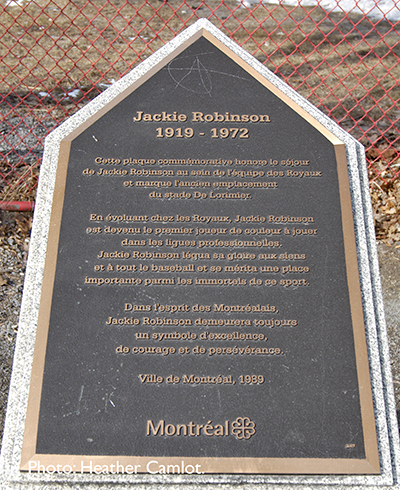 Jackie Robinson
1919 - 1972
Cette plaque commémorative honore le séjour
de Jackie Robinson au sein de l'équipe des Royaux
et marque l'ancien emplacement
du stade De Lorimier.
En évoluant chez les Royaux, Jackie Robinson
est devenu le premier joueur de couleur à jouer
dans les ligues professionnelles.
Jackie Robinson légua sa gloire aux siens
et à tout le baseball et se mérita une place
importante parmi les immortels de ce sport.
Dans l'esprit des Montréalais,
Jackie Robinson demeurera toujours
un symbole d'excellence,
de courage et de persévérance.
Ville de Montréal, 1989
Montréal
Photo: Heather Camlot.